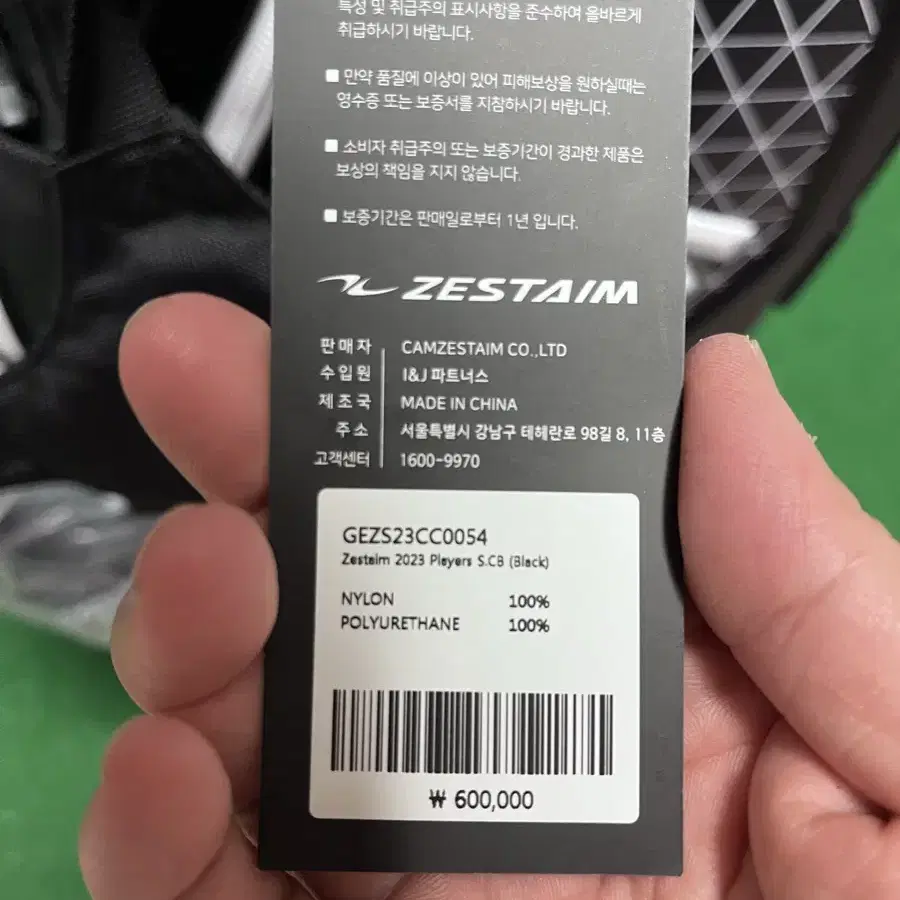 특성 및 취급주의 표시사항을 준수하여 올바르게
취급하시기 바랍니다.
■ 만약 품질에 이상이 있어 피해보상을 원하실때는
영수증 또는 보증서를 지참하시기 바랍니다.
■ 소비자 취급주의 또는 보증기간이 경과한 제품은
보상의 책임을 지지 않습니다.
■ 보증기간은 판매일로부터 1년 입니다.
ZESTAIM
판매자 CAMZESTAIM CO.,LTD
수입원 I&J 파트너스
제조국 MADE IN CHINA
주소 서울특별시 강남구 테헤란로 98길 8, 11층
고객센터 1600-9970
GEZS23CC0054
Zestaim 2023 Players S.CB (Black)
NYLON 100%
POLYURETHANE 100%
₩ 600,000